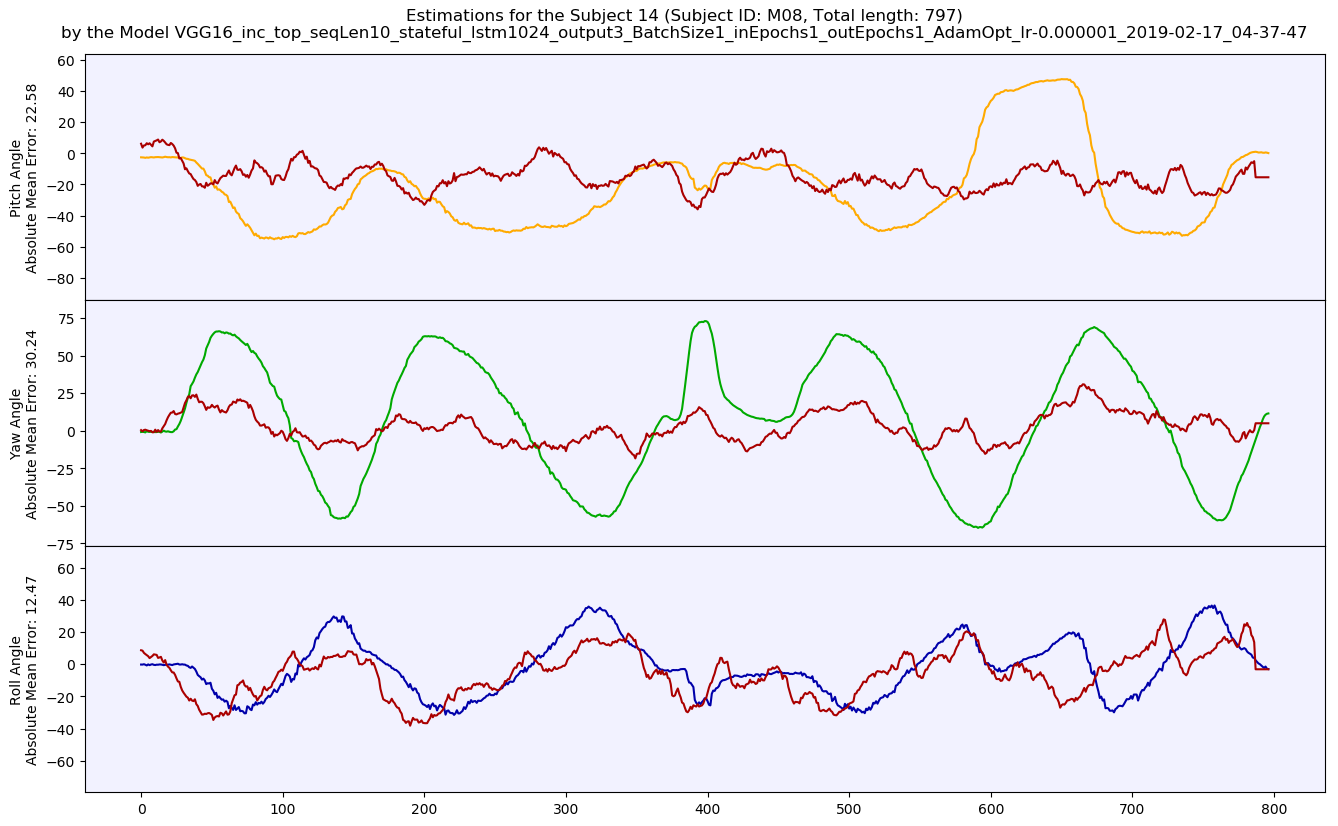 Estimations for the Subject 14 (Subject ID: M08, Total length: 797)
by the Model VGG16_inc_top_seqLen10_stateful_lstm1024_output3_BatchSize1_inEpochs1_outEpochs1_AdamOpt_lr-0.000001_2019-02-17_04-37-47
Pitch Angle
Absolute Mean Error: 22.58
60
40
20
0
−20
−40
−60
−80
Yaw Angle
Absolute Mean Error: 30.24
75
50
25
0
−25
−50
−75
Roll Angle
Absolute Mean Error: 12.47
60
40
20
0
−20
−40
−60
0 100 200 300 400 500 600 700 800